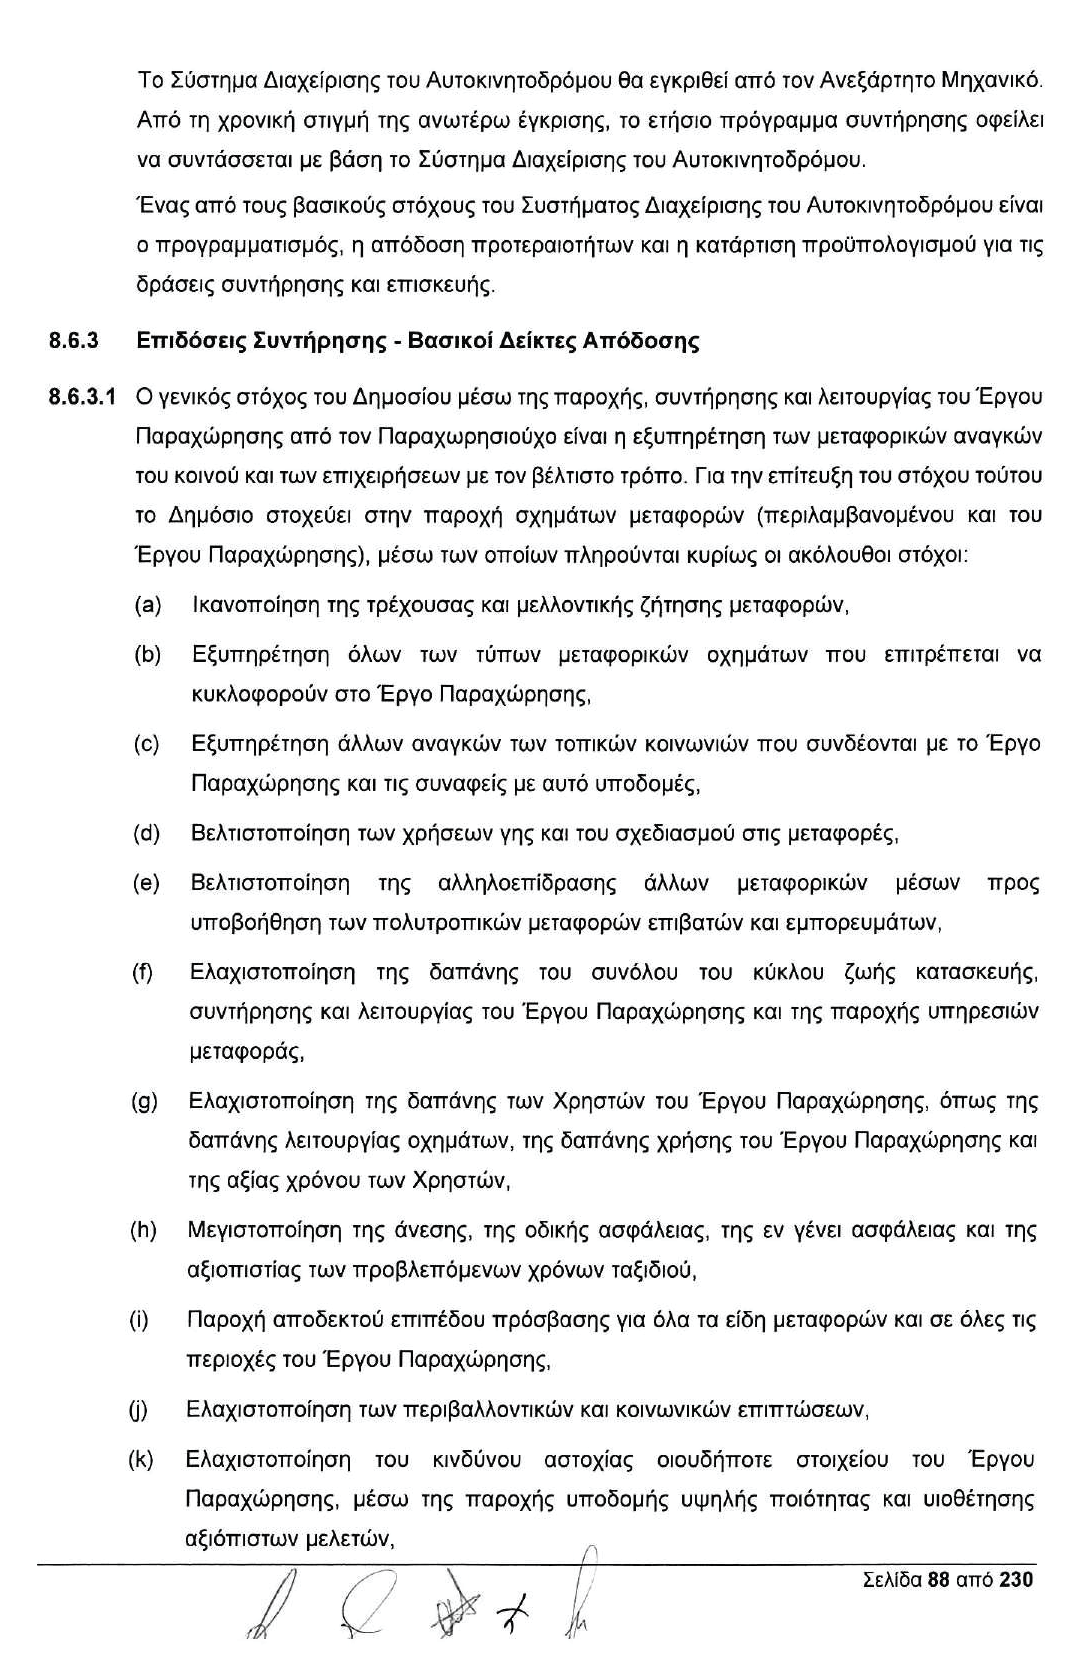 Το Σύστημα Διαχείρισης του Αυτοκινητοδρόμου θα εγκριθεί από τον Ανεξάρτητο Μηχανικό.
Από τη χρονική στιγμή της ανωτέρω έγκρισης, το ετήσιο πρόγραμμα συντήρησης οφείλει
να συντάσσεται με βάση το Σύστημα Διαχείρισης του Αυτοκινητοδρόμου.
Ένας από τους βασικούς στόχους του Συστήματος Διαχείρισης του Αυτοκινητοδρόμου είναι
ο προγραμματισμός, η απόδοση προτεραιοτήτων και η κατάρτιση προϋπολογισμού για τις
δράσεις συντήρησης και επισκευής.
8.6.3 Επιδόσεις Συντήρησης - Βασικοί Δείκτες Απόδοσης
8.6.3.1 Ο γενικός στόχος του Δημοσίου μέσω της παροχής, συντήρησης και λειτουργίας του Έργου
Παραχώρησης από τον Παραχωρησιούχο είναι η εξυπηρέτηση των μεταφορικών αναγκών
του κοινού και των επιχειρήσεων με τον βέλτιστο τρόπο. Για την επίτευξη του στόχου τούτου
το Δημόσιο στοχεύει στην παροχή σχημάτων μεταφορών (περιλαμβανομένου και του
Έργου Παραχώρησης), μέσω των οποίων πληρούνται κυρίως οι ακόλουθοι στόχοι:
(a) Ικανοποίηση της τρέχουσας και μελλοντικής ζήτησης μεταφορών,
(b) Εξυπηρέτηση όλων των τύπων μεταφορικών οχημάτων που επιτρέπεται να
κυκλοφορούν στο Έργο Παραχώρησης,
(c) Εξυπηρέτηση άλλων αναγκών των τοπικών κοινωνιών που συνδέονται με το Έργο
Παραχώρησης και τις συναφείς με αυτό υποδομές,
(d) Βελτιστοποίηση των χρήσεων γης και του σχεδιασμού στις μεταφορές,
(e) Βελτιστοποίηση της αλληλοεπίδρασης άλλων μεταφορικών μέσων προς
υποβοήθηση των πολυτροπικών μεταφορών επιβατών και εμπορευμάτων,
(f) Ελαχιστοποίηση της δαπάνης του συνόλου του κύκλου ζωής κατασκευής,
συντήρησης και λειτουργίας του Έργου Παραχώρησης και της παροχής υπηρεσιών
μεταφοράς,
(g) Ελαχιστοποίηση της δαπάνης των Χρηστών του Έργου Παραχώρησης, όπως της
δαπάνης λειτουργίας οχημάτων, της δαπάνης χρήσης του Έργου Παραχώρησης και
της αξίας χρόνου των Χρηστών,
(h) Μεγιστοποίηση της άνεσης, της οδικής ασφάλειας, της εν γένει ασφάλειας και της
αξιοπιστίας των προβλεπόμενων χρόνων ταξιδιού,
(i) Παροχή αποδεκτού επιπέδου πρόσβασης για όλα τα είδη μεταφορών και σε όλες τις
περιοχές του Έργου Παραχώρησης,
(j) Ελαχιστοποίηση των περιβαλλοντικών και κοινωνικών επιπτώσεων,
(k) Ελαχιστοποίηση του κινδύνου αστοχίας οιουδήποτε στοιχείου του Έργου
Παραχώρησης, μέσω της παροχής υποδομής υψηλής ποιότητας και υιοθέτησης
αξιόπιστων μελετών,
Σελίδα 88 από 230